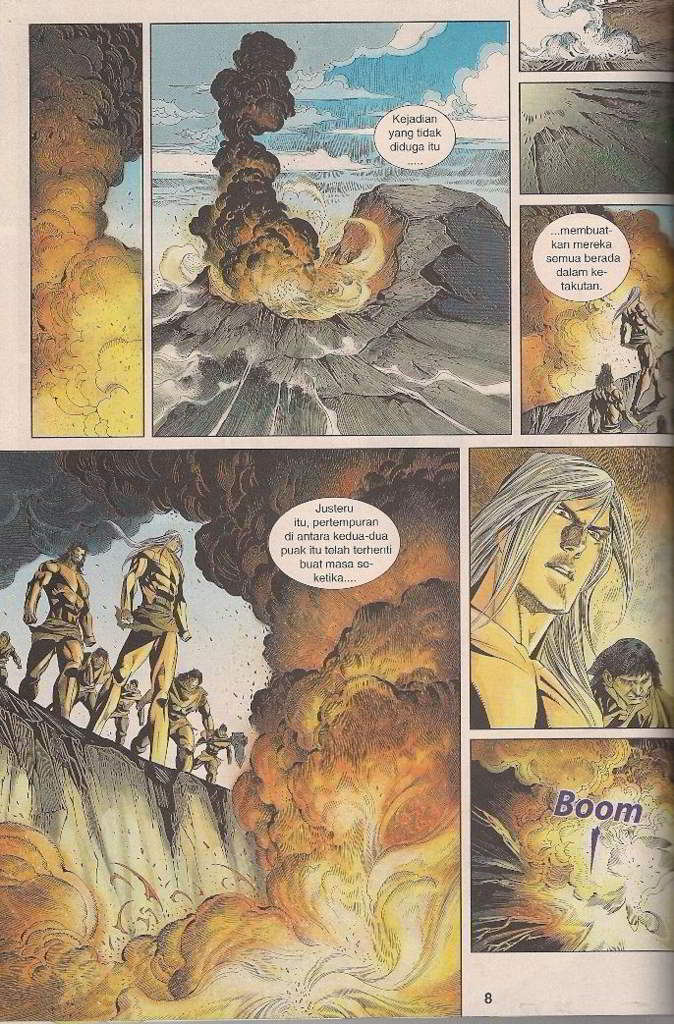 Kejadian
yang tidak
diduga itu
.....
...membuat-
kan mereka
semua berada
dalam ke-
takutan.
Justeru
itu, pertempuran
di antara kedua-dua
puak itu telah terhenti
buat masa se-
ketika....
Boom
8